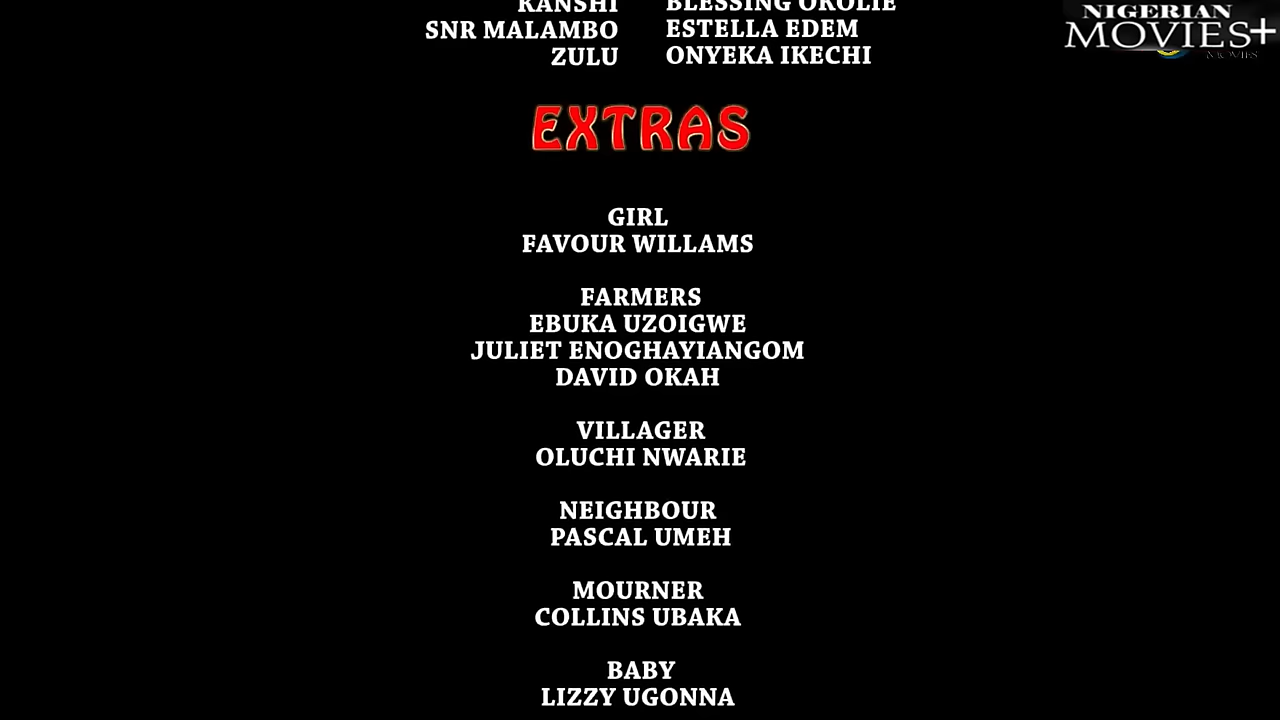 KANSHI BLESSING OKOLIE
SNR MALAMBO ESTELLA EDEM
ZULU ONYEKA IKECHI
NIGERIAN
MOVIES+
MOVIES
EXTRAS
GIRL
FAVOUR WILLAMS
FARMERS
EBUKA UZOIGWE
JULIET ENOGHAYIANGOM
DAVID OKAH
VILLAGER
OLUCHI NWARIE
NEIGHBOUR
PASCAL UMEH
MOURNER
COLLINS UBAKA
BABY
LIZZY UGONNA